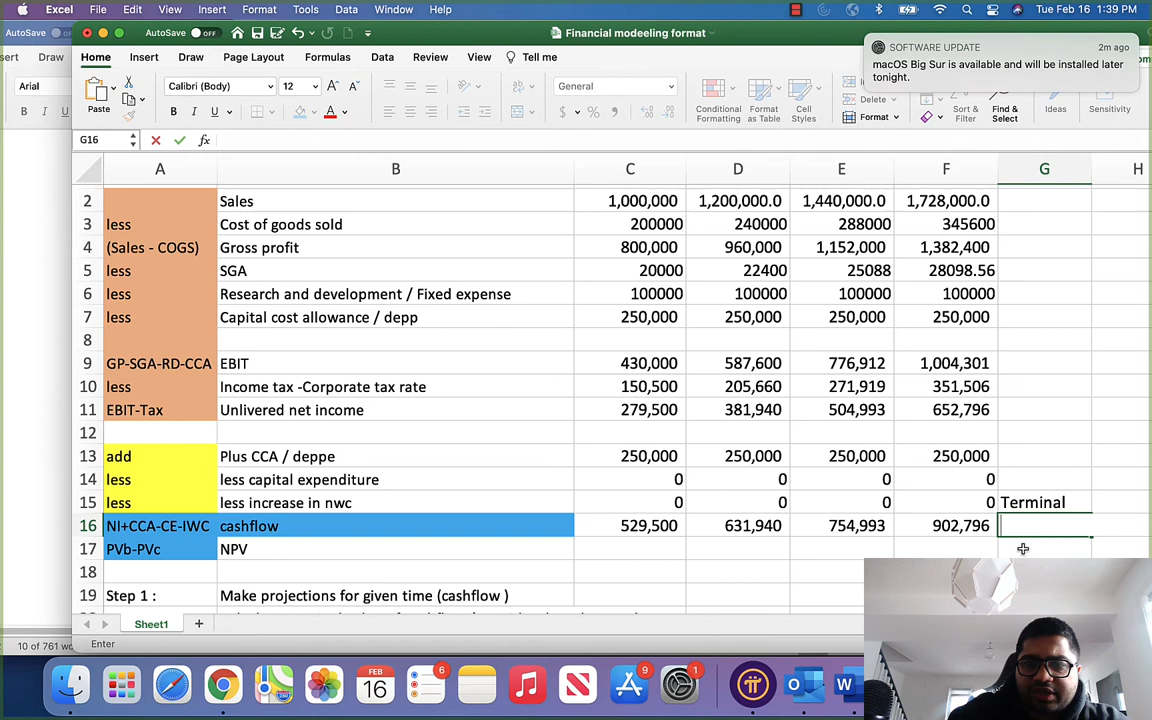 Excel File Edit View Insert Format Tools Data Window Help Tue Feb 16 1:39 PM
AutoSave OFF AutoSave OFF Financial modeeling format
SOFTWARE UPDATE 2m ago
macOS Big Sur is available and will be installed later
tonight.
Draw Home Insert Draw Page Layout Formulas Data Review View Tell me
Arial Calibri (Body) 12 General
B I B I U $ % Paste Conditional Formatting Format as Table Cell Styles Delete Format Sort & Filter Find & Select Ideas Sensitivity
G16 fx
A B C D E F G H
2 Sales 1,000,000 1,200,000.0 1,440,000.0 1,728,000.0
3 less Cost of goods sold 200000 240000 288000 345600
4 (Sales - COGS) Gross profit 800,000 960,000 1,152,000 1,382,400
5 less SGA 20000 22400 25088 28098.56
6 less Research and development / Fixed expense 100000 100000 100000 100000
7 less Capital cost allowance / depp 250,000 250,000 250,000 250,000
8
9 GP-SGA-RD-CCA EBIT 430,000 587,600 776,912 1,004,301
10 less Income tax -Corporate tax rate 150,500 205,660 271,919 351,506
11 EBIT-Tax Unlivered net income 279,500 381,940 504,993 652,796
12
13 add Plus CCA / deppe 250,000 250,000 250,000 250,000
14 less less capital expenditure 0 0 0 0
15 less less increase in nwc 0 0 0 0 Terminal
16 NI+CCA-CE-IWC cashflow 529,500 631,940 754,993 902,796
17 PVb-PVc NPV
18
19 Step 1 : Make projections for given time (cashflow )
Sheet1
10 of 761 Enter
FEB
16 6 9 1 W